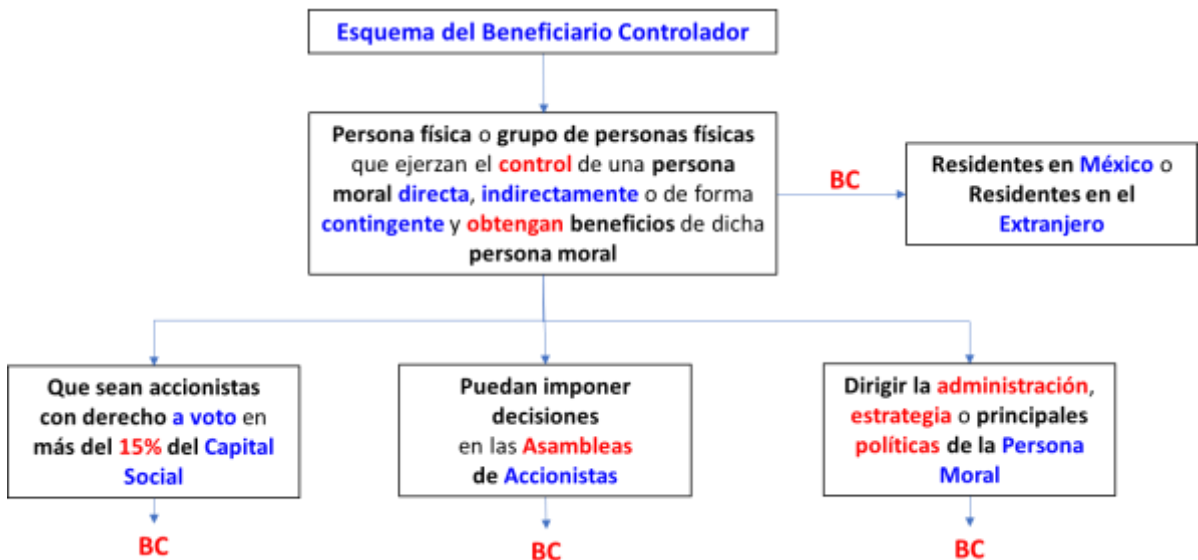 Esquema del Beneficiario Controlador
Persona física o grupo de personas físicas
que ejerzan el control de una persona
moral directa, indirectamente o de forma
contingente y obtengan beneficios de dicha
persona moral
BC
Residentes en México o
Residentes en el
Extranjero
Que sean accionistas
con derecho a voto en
más del 15% del Capital
Social
BC
Puedan imponer
decisiones
en las Asambleas
de Accionistas
BC
Dirigir la administración,
estrategia o principales
políticas de la Persona
Moral
BC